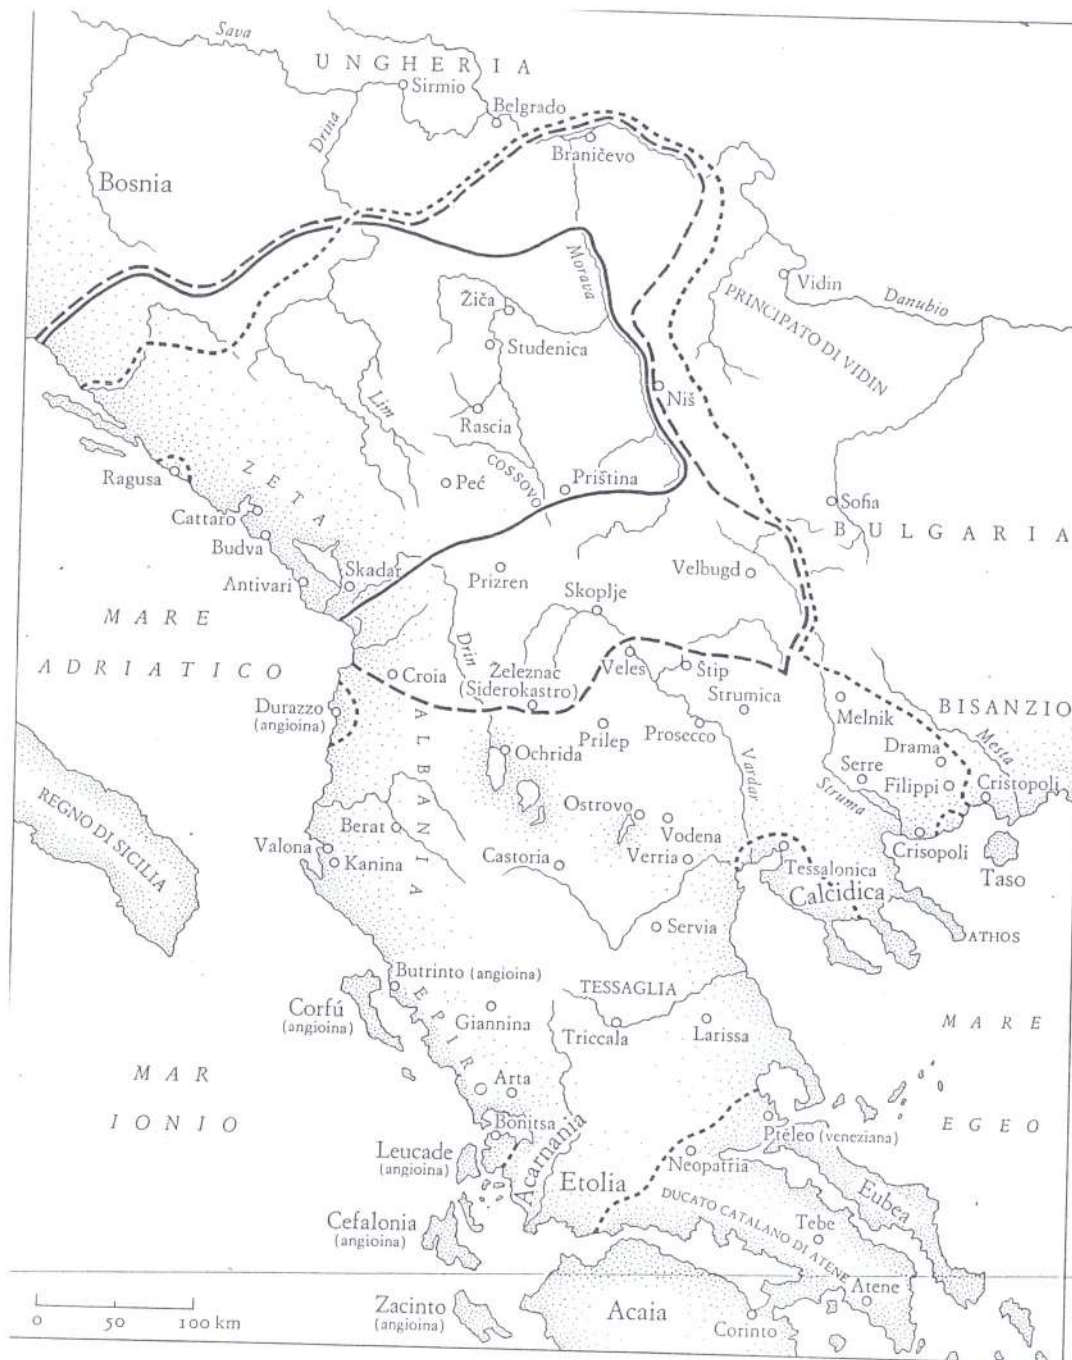 Sava
UNGHERIA
Sirmio
Belgrado
Drina
Braničevo
Bosnia
Morava
Vidin
Danubio
PRINCIPATO DI VIDIN
Žiča
Studenica
Niš
Lim
Rascia
COSSOVO
ZETA
Ragusa
Peć
Priština
Sofia
Cattaro
BULGARIA
Budva
Antivari
Skadar
Prizren
Velbugd
Skoplje
MARE
ADRIATICO
Drin
Croia
Železnac
(Siderokastro)
Veles
Štip
Strumica
Melnik
BISANZIO
Durazzo
(angioina)
ALBANIA
Prilep
Prosecco
Ochrida
Drama
Mesta
Vardar
Serre
Filippi
Cristopoli
REGNO DI SICILIA
Struma
Ostrovo
Berat
Vodena
Crisopoli
Valona
Kanina
Castoria
Verria
Tessalonica
Taso
Calcidica
Servia
ATHOS
Butrinto (angioina)
EPIR
TESSAGLIA
Corfú
(angioina)
Giannina
Triccala
Larissa
MARE
EGEO
MAR
IONIO
Arta
Bonitsa
Pteleo (veneziana)
Leucade
(angioina)
Acarnania
Neopatria
Etolia
Eubea
DUCATO CATALANO DI ATENE
Tebe
Cefalonia
(angioina)
Atene
Zacinto
(angioina)
Acaia
Corinto
0 50 100 km